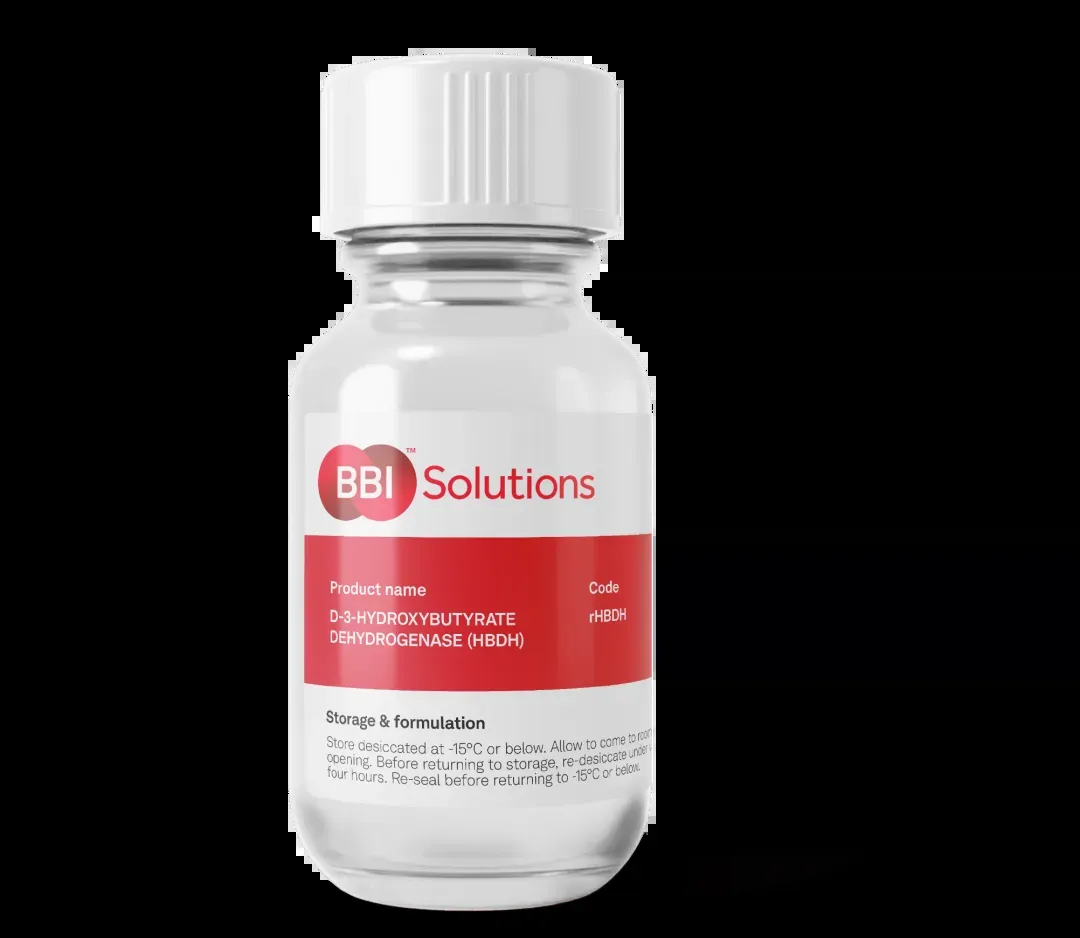 BBI Solutions
™
Product name
D-3-HYDROXYBUTYRATE
DEHYDROGENASE (HBDH)
Code
rHBDH
Storage & formulation
Store desiccated at -15°C or below. Allow to come to room
opening. Before returning to storage, re-desiccate under
four hours. Re-seal before returning to -15°C or below.